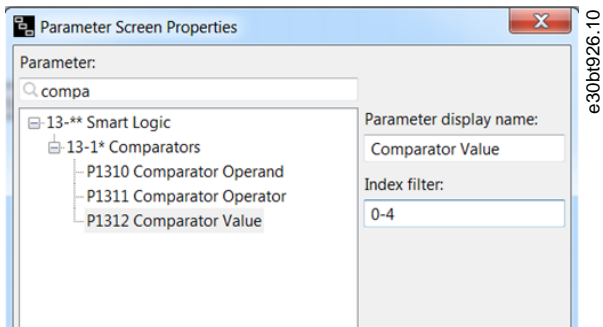 Parameter Screen Properties
Parameter:
compa
13-** Smart Logic
13-1* Comparators
P1310 Comparator Operand
P1311 Comparator Operator
P1312 Comparator Value
Parameter display name:
Comparator Value
Index filter:
0-4
e30bt926.10